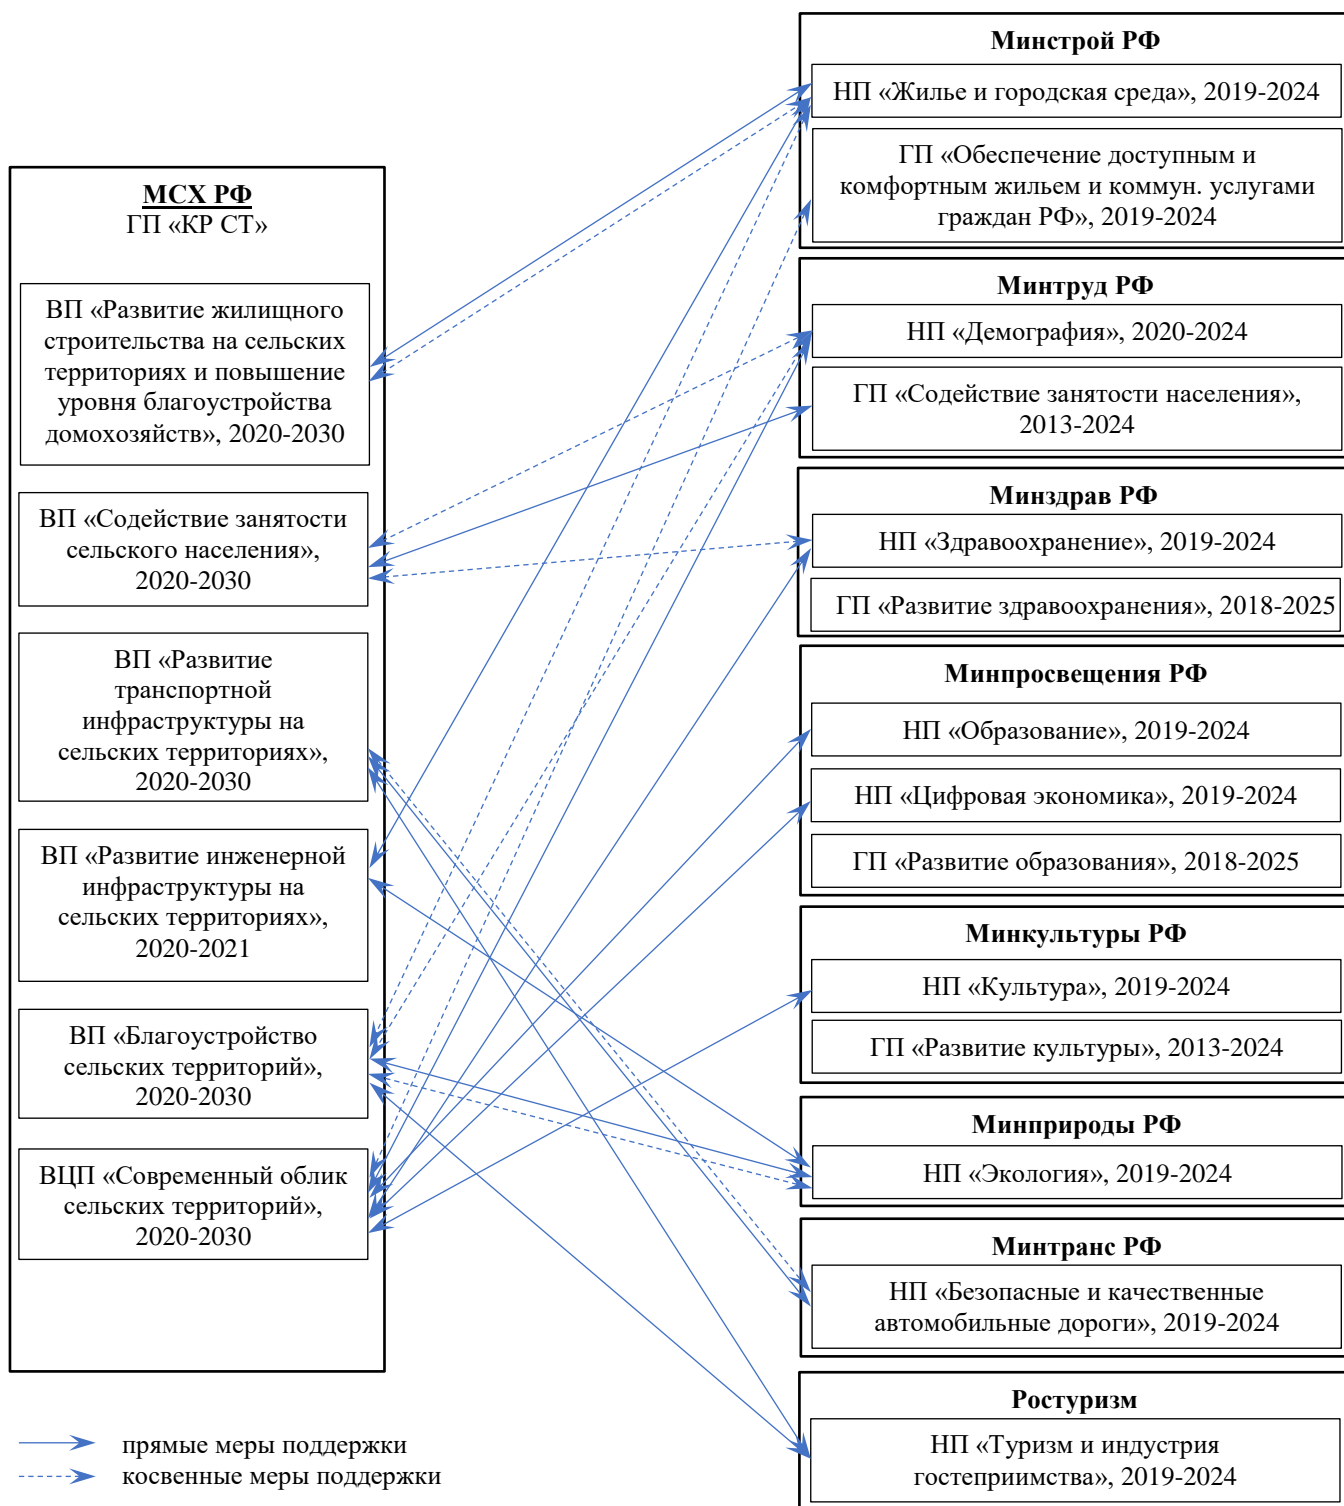 МСХ РФ
ГП «КР СТ»
ВП «Развитие жилищного
строительства на сельских
территориях и повышение
уровня благоустройства
домохозяйств», 2020-2030
ВП «Содействие занятости
сельского населения»,
2020-2030
ВП «Развитие
транспортной
инфраструктуры на
сельских территориях»,
2020-2030
ВП «Развитие инженерной
инфраструктуры на
сельских территориях»,
2020-2021
ВП «Благоустройство
сельских территорий»,
2020-2030
ВЦП «Современный облик
сельских территорий»,
2020-2030
Минстрой РФ
НП «Жилье и городская среда», 2019-2024
ГП «Обеспечение доступным и
комфортным жильем и коммун. услугами
граждан РФ», 2019-2024
Минтруд РФ
НП «Демография», 2020-2024
ГП «Содействие занятости населения»,
2013-2024
Минздрав РФ
НП «Здравоохранение», 2019-2024
ГП «Развитие здравоохранения», 2018-2025
Минпросвещения РФ
НП «Образование», 2019-2024
НП «Цифровая экономика», 2019-2024
ГП «Развитие образования», 2018-2025
Минкультуры РФ
НП «Культура», 2019-2024
ГП «Развитие культуры», 2013-2024
Минприроды РФ
НП «Экология», 2019-2024
Минтранс РФ
НП «Безопасные и качественные
автомобильные дороги», 2019-2024
Ростуризм
НП «Туризм и индустрия
гостеприимства», 2019-2024
прямые меры поддержки
косвенные меры поддержки